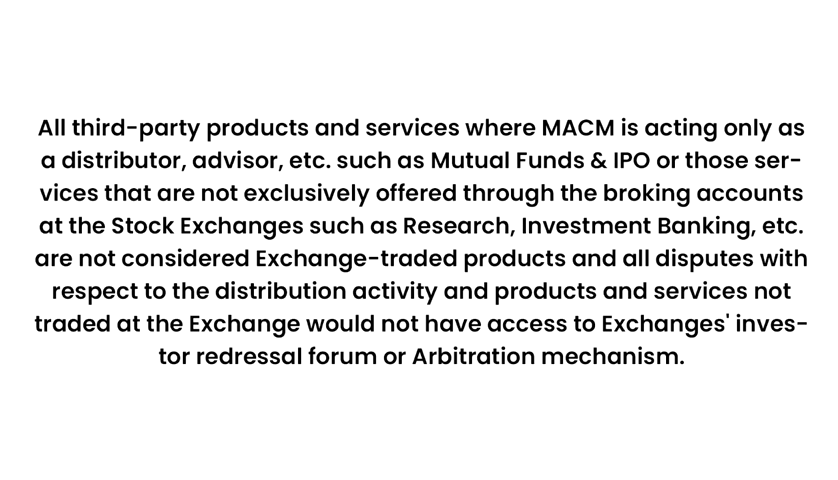 All third-party products and services where MACM is acting only as
a distributor, advisor, etc. such as Mutual Funds & IPO or those ser-
vices that are not exclusively offered through the broking accounts
at the Stock Exchanges such as Research, Investment Banking, etc.
are not considered Exchange-traded products and all disputes with
respect to the distribution activity and products and services not
traded at the Exchange would not have access to Exchanges' inves-
tor redressal forum or Arbitration mechanism.